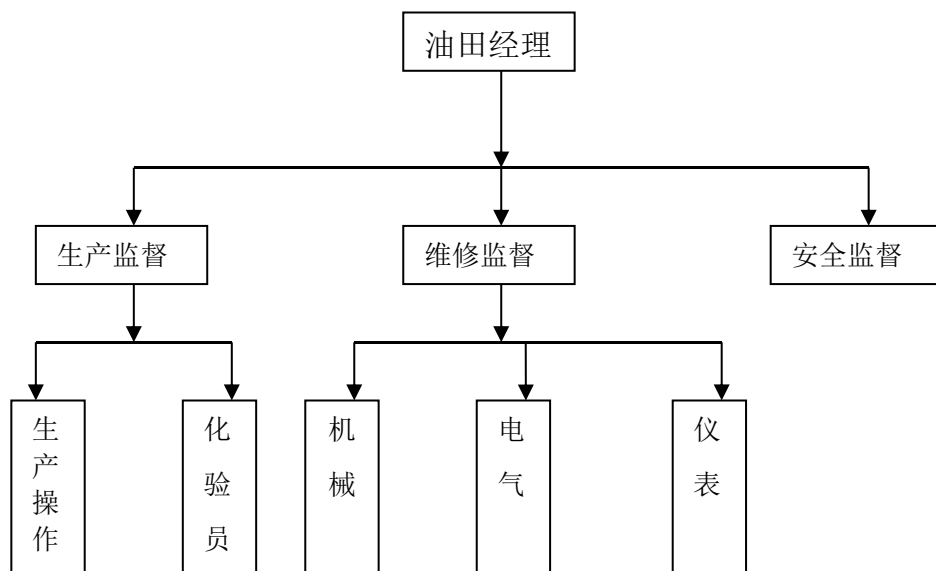 油田经理
生产监督
维修监督
安全监督
生产操作
化验员
机械
电气
仪表